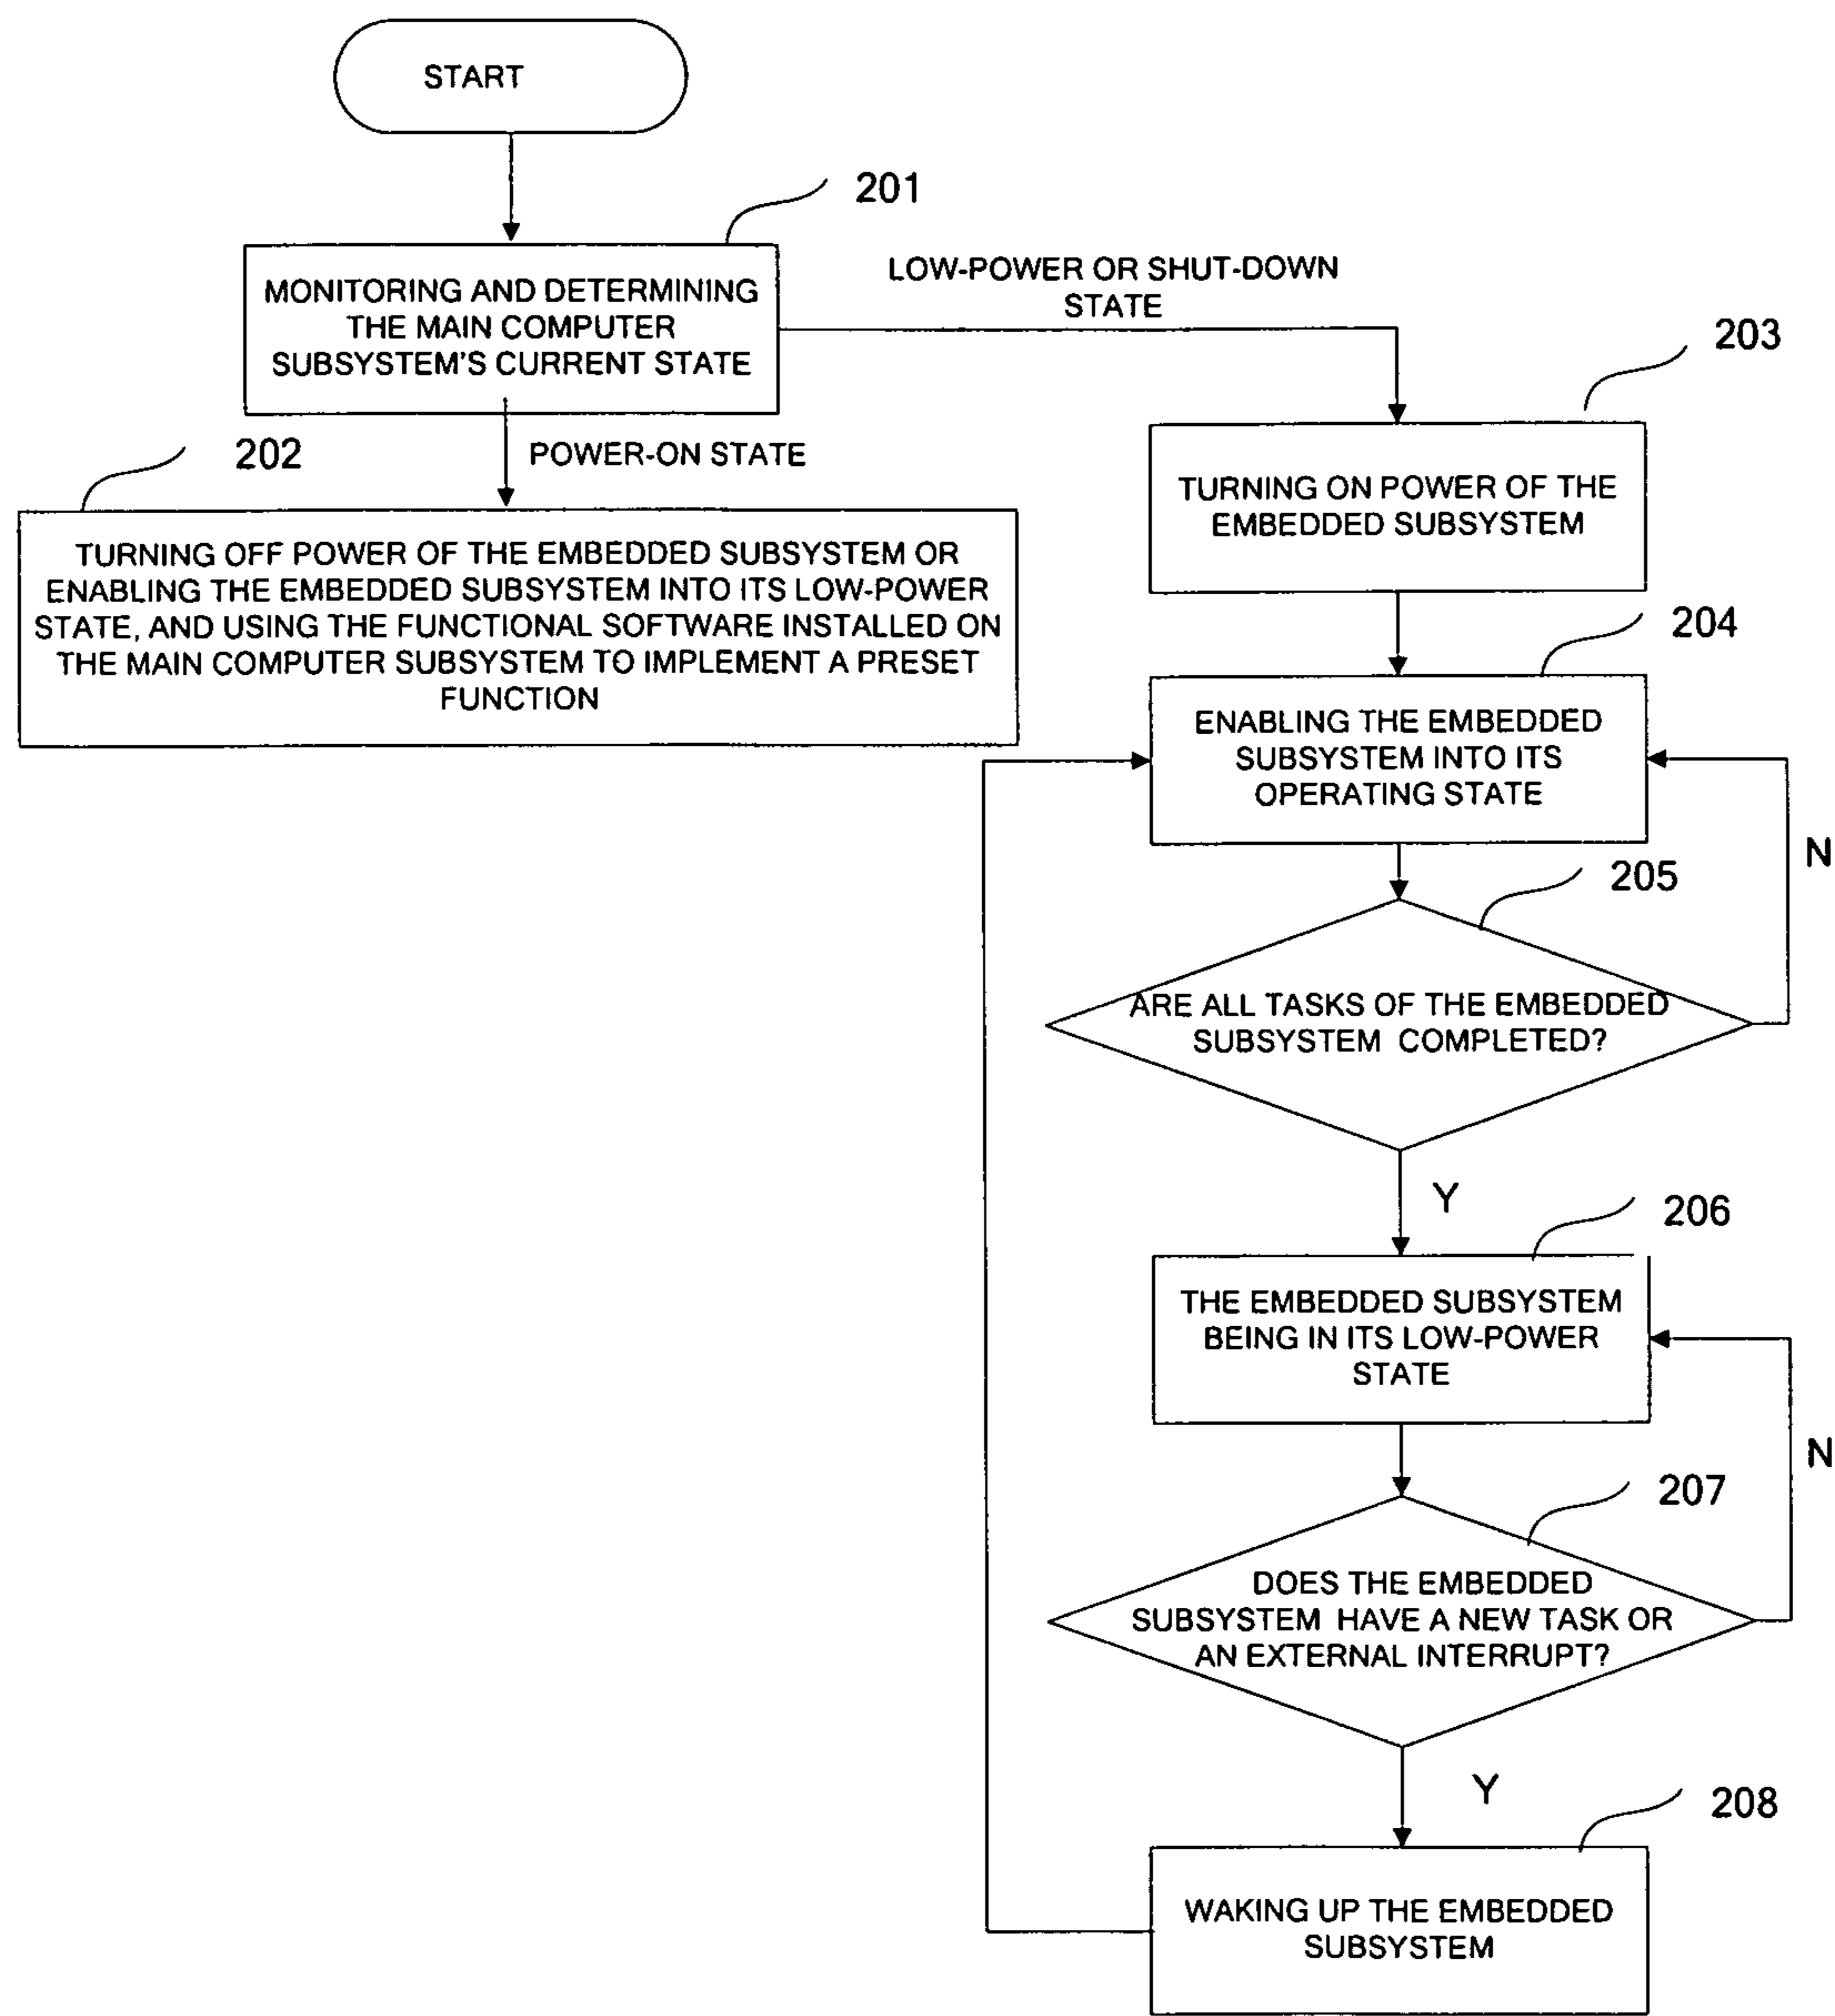 START
201
MONITORING AND DETERMINING
THE MAIN COMPUTER
SUBSYSTEM'S CURRENT STATE
LOW-POWER OR SHUT-DOWN
STATE
203
TURNING ON POWER OF THE
EMBEDDED SUBSYSTEM
202
POWER-ON STATE
TURNING OFF POWER OF THE EMBEDDED SUBSYSTEM OR
ENABLING THE EMBEDDED SUBSYSTEM INTO ITS LOW-POWER
STATE, AND USING THE FUNCTIONAL SOFTWARE INSTALLED ON
THE MAIN COMPUTER SUBSYSTEM TO IMPLEMENT A PRESET
FUNCTION
204
ENABLING THE EMBEDDED
SUBSYSTEM INTO ITS
OPERATING STATE
N
205
ARE ALL TASKS OF THE EMBEDDED
SUBSYSTEM COMPLETED?
Y
206
THE EMBEDDED SUBSYSTEM
BEING IN ITS LOW-POWER
STATE
N
207
DOES THE EMBEDDED
SUBSYSTEM HAVE A NEW TASK OR
AN EXTERNAL INTERRUPT?
Y
208
WAKING UP THE EMBEDDED
SUBSYSTEM